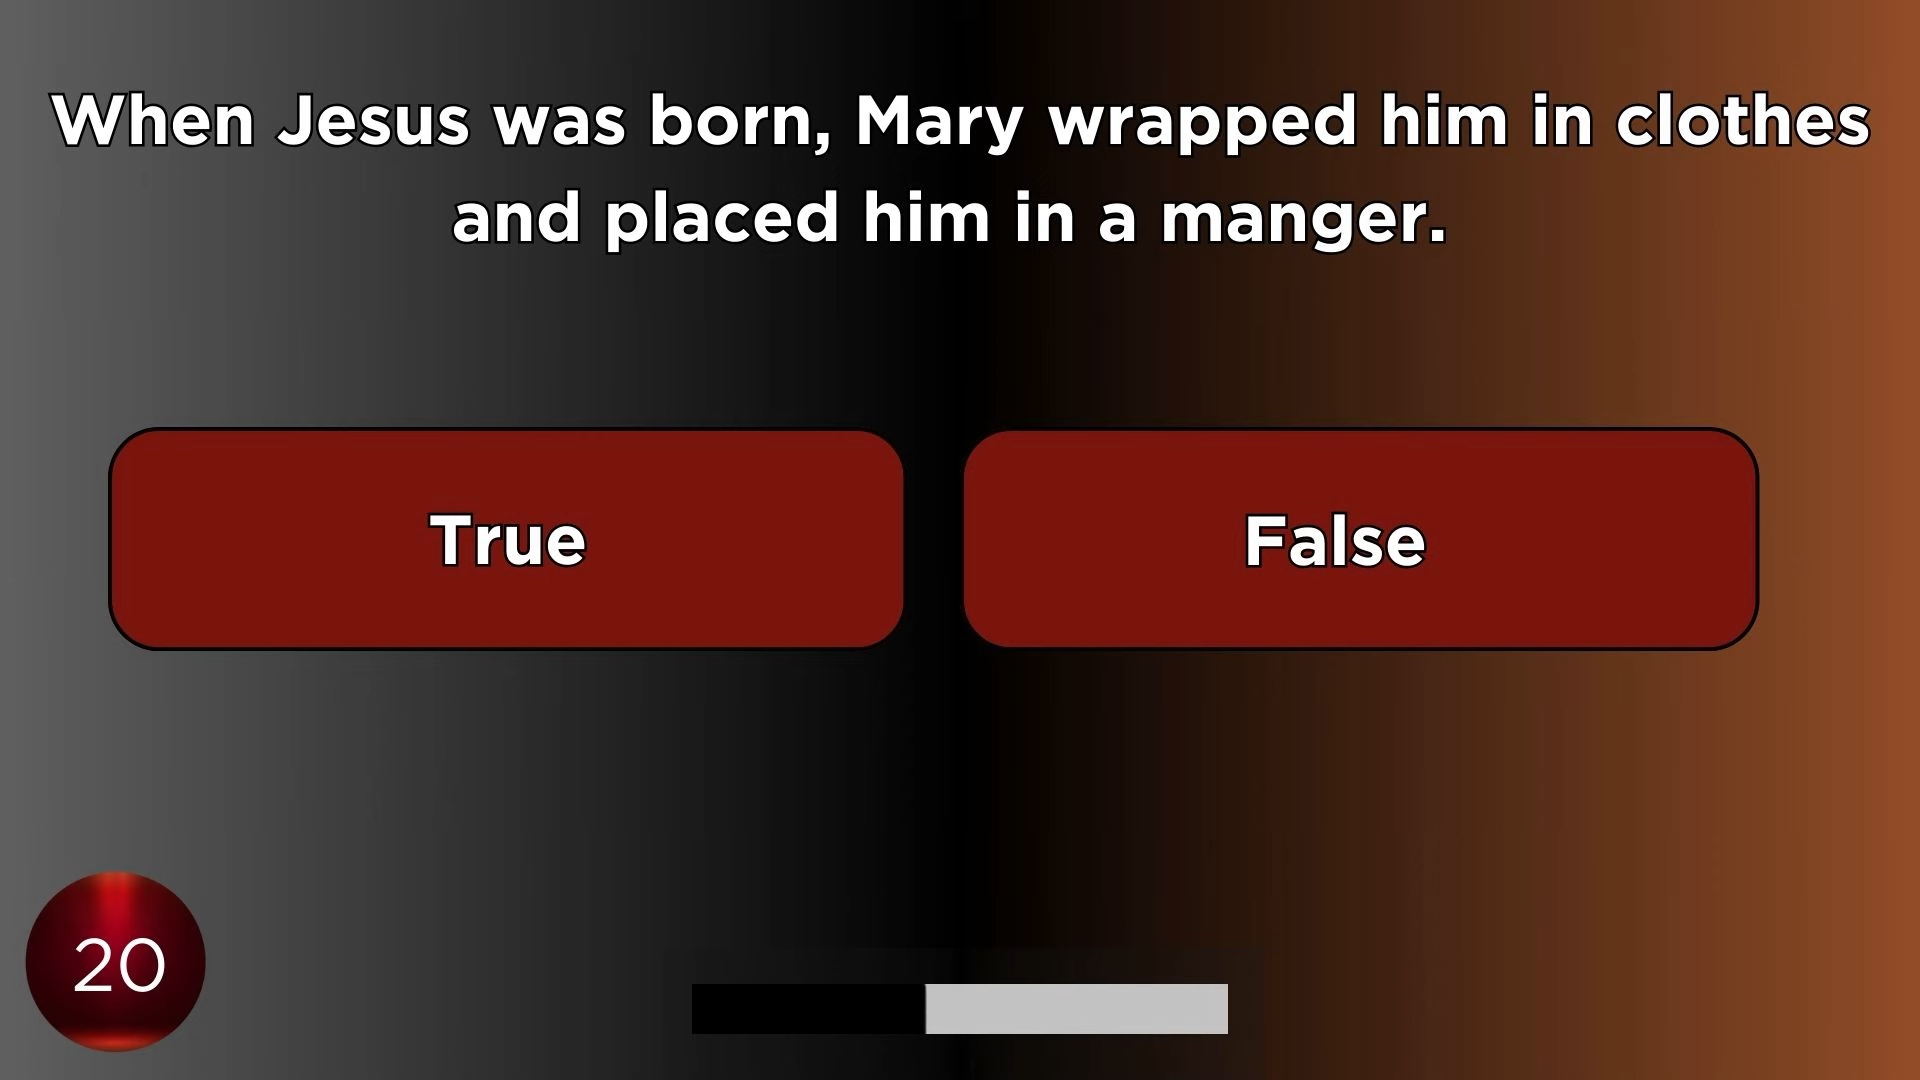 When Jesus was born, Mary wrapped him in clothes
and placed him in a manger.
True
False
20